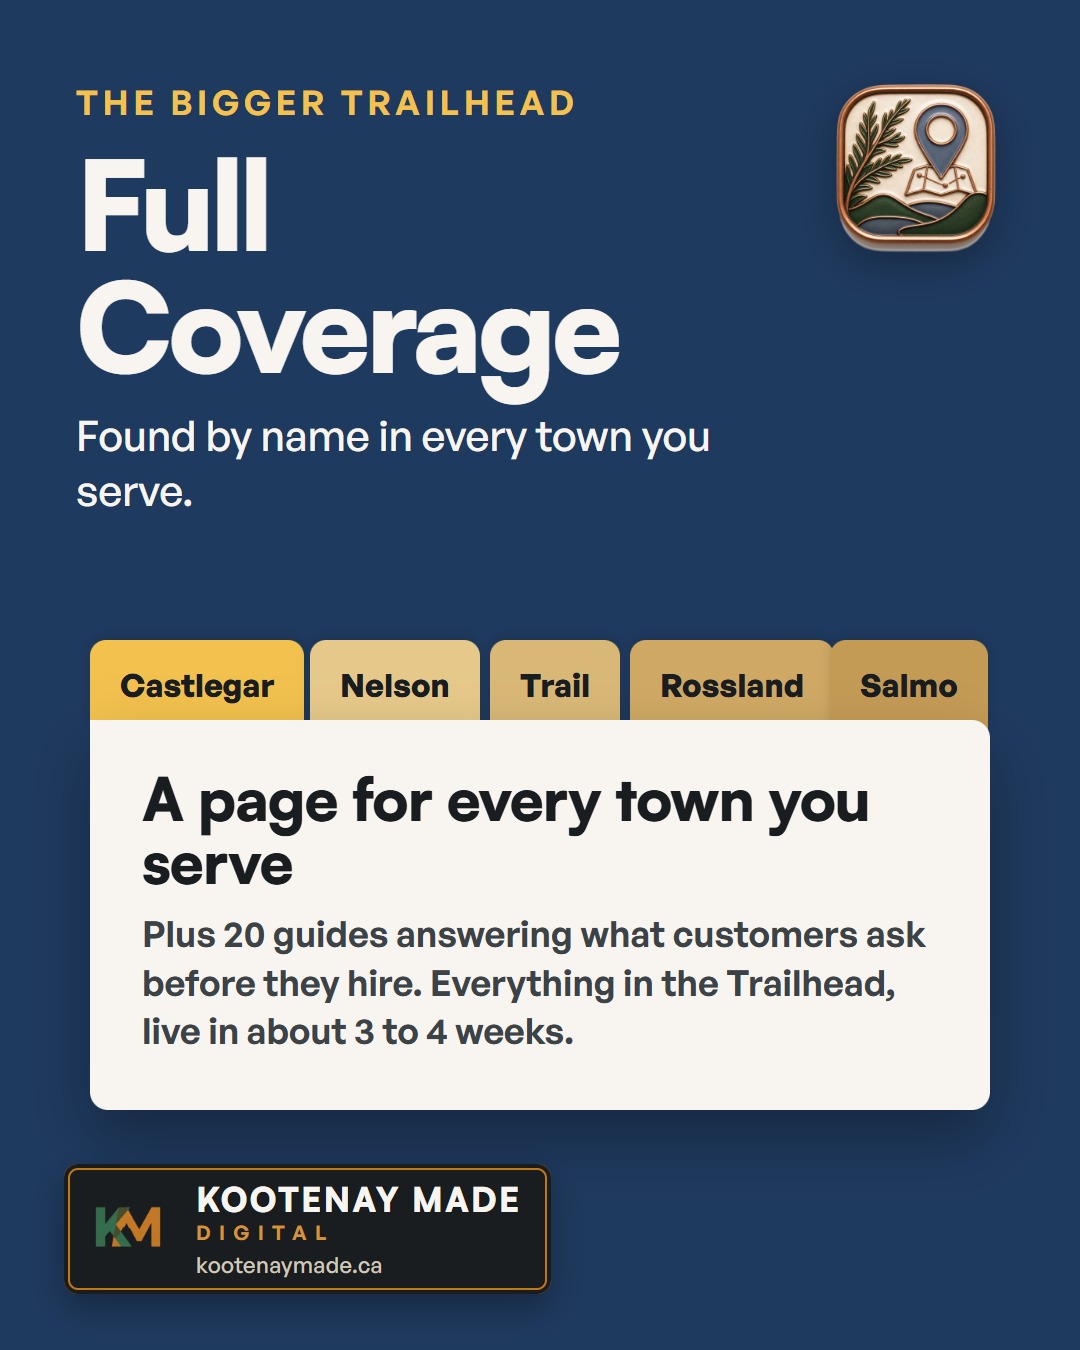 THE BIGGER TRAILHEAD
Full
Coverage
Found by name in every town you
serve.
Castlegar Nelson Trail Rossland Salmo
A page for every town you
serve
Plus 20 guides answering what customers ask
before they hire. Everything in the Trailhead,
live in about 3 to 4 weeks.
KM
KOOTENAY MADE
DIGITAL
kootenaymade.ca